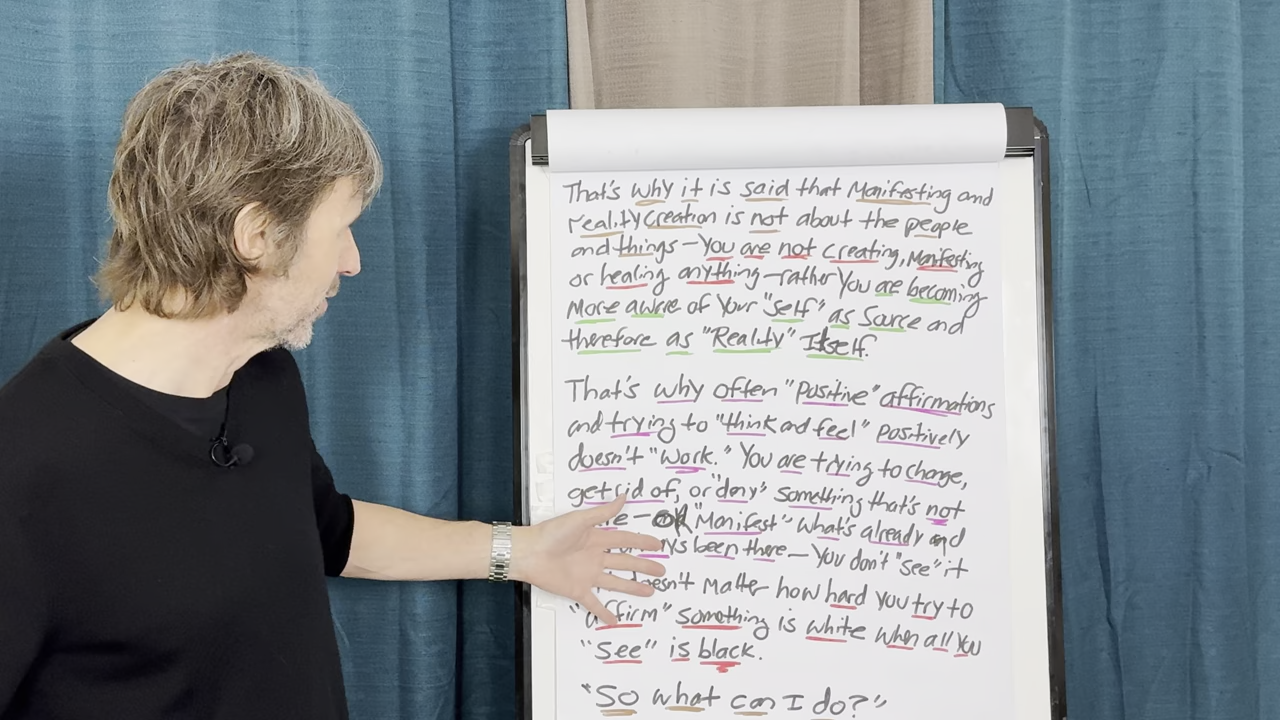 That's why it is said that Manifesting and
reality creation is not about the people
and things – You are not creating, Manifesting
or healing anything – rather You are becoming
More aware of Your "Self" as Source and
therefore as "Reality" Itself.
That's why often "Positive" affirmations
and trying to "think and feel" positively
doesn't "work." You are trying to change,
get rid of, or "deny" something that's not
– OR "Manifest" what's already and
been there – You don't "see" it
doesn't Matter how hard you try to
"affirm" something is white when all you
"see" is black.
"So what can I do?"